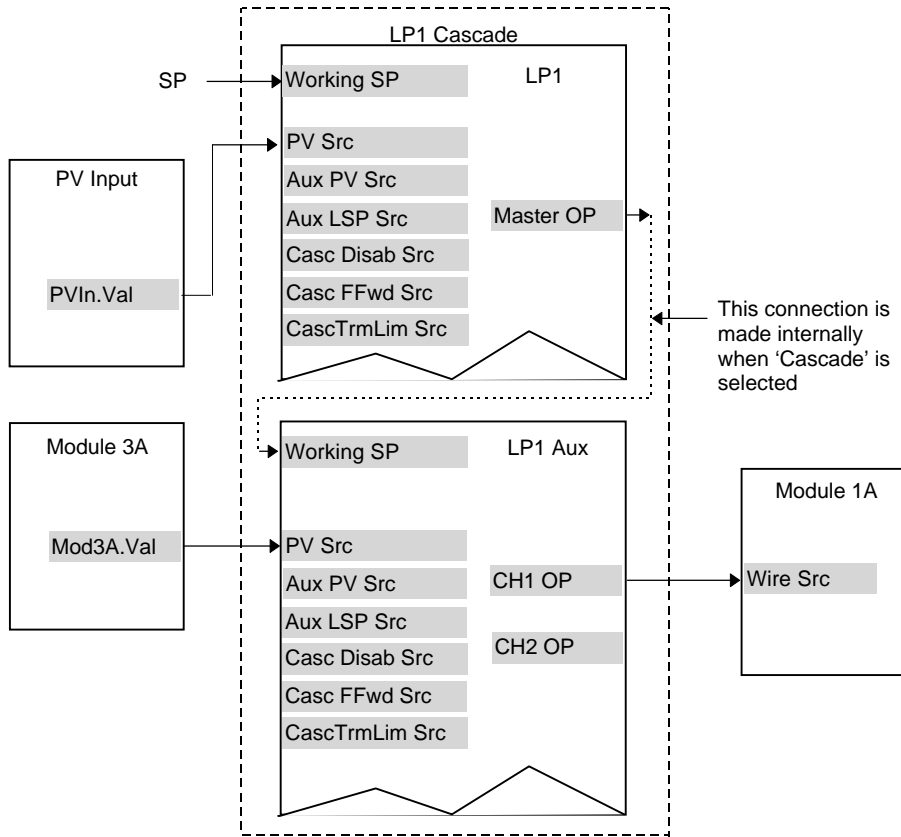 LP1 Cascade
SP
Working SP
LP1
PV Src
Aux PV Src
Aux LSP Src
Master OP
Casc Disab Src
Casc FFwd Src
CascTrmLim Src
PV Input
PVIn.Val
This connection is
made internally
when ‘Cascade’ is
selected
Module 3A
Mod3A.Val
Working SP
LP1 Aux
PV Src
Aux PV Src
CH1 OP
Aux LSP Src
CH2 OP
Casc Disab Src
Casc FFwd Src
CascTrmLim Src
Module 1A
Wire Src